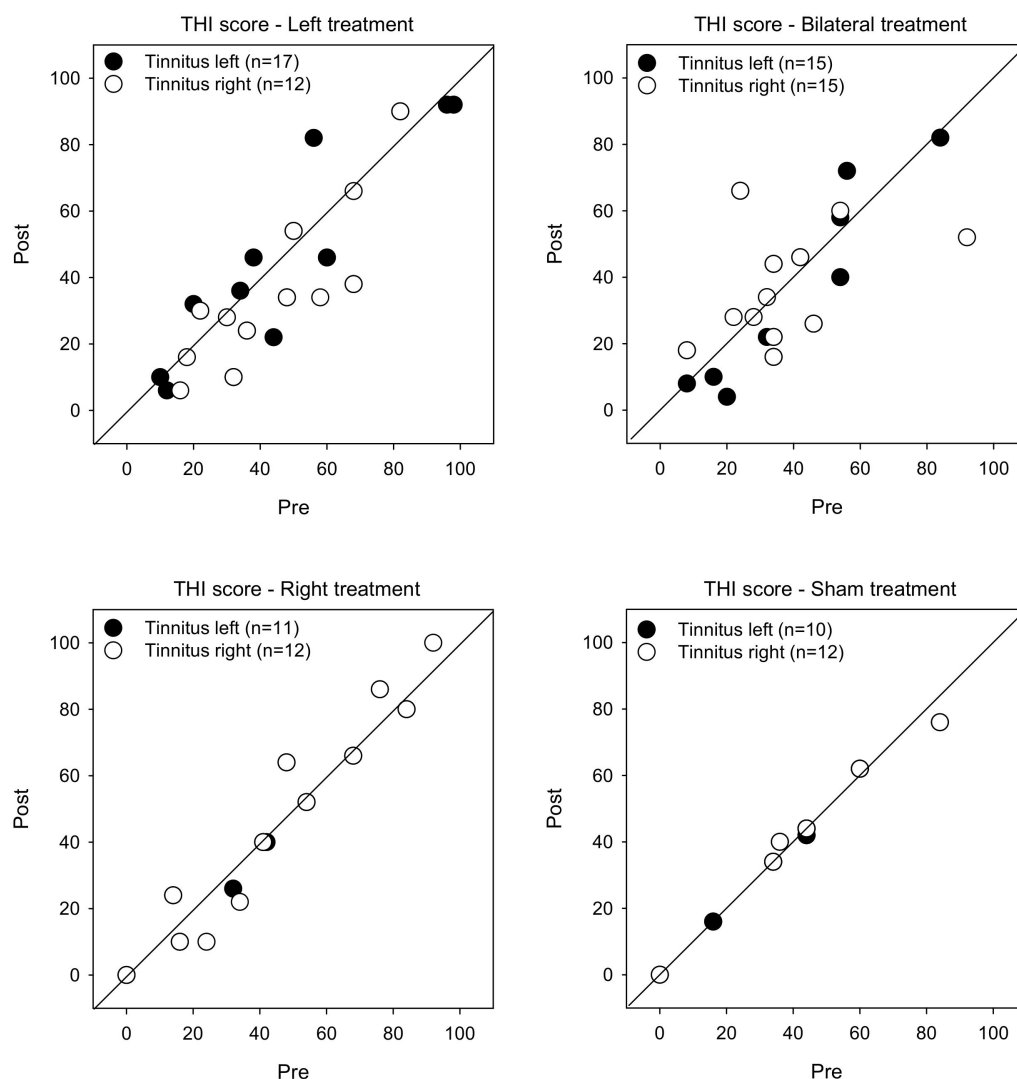 THI score - Left treatment
Tinnitus left (n=17)
Tinnitus right (n=12)
100
80
60
40
20
0
Post
0 20 40 60 80 100
Pre
THI score - Bilateral treatment
Tinnitus left (n=15)
Tinnitus right (n=15)
100
80
60
40
20
0
Post
0 20 40 60 80 100
Pre
THI score - Right treatment
Tinnitus left (n=11)
Tinnitus right (n=12)
100
80
60
40
20
0
Post
0 20 40 60 80 100
Pre
THI score - Sham treatment
Tinnitus left (n=10)
Tinnitus right (n=12)
100
80
60
40
20
0
Post
0 20 40 60 80 100
Pre